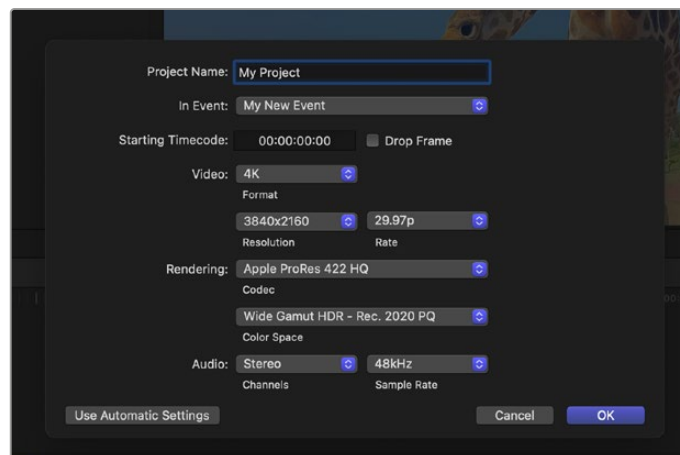 Project Name: My Project
In Event: My New Event
Starting Timecode: 00:00:00:00 Drop Frame
Video: 4K
Format
3840x2160 29.97p
Resolution Rate
Rendering: Apple ProRes 422 HQ
Codec
Wide Gamut HDR - Rec. 2020 PQ
Color Space
Audio: Stereo 48kHz
Channels Sample Rate
Use Automatic Settings Cancel OK